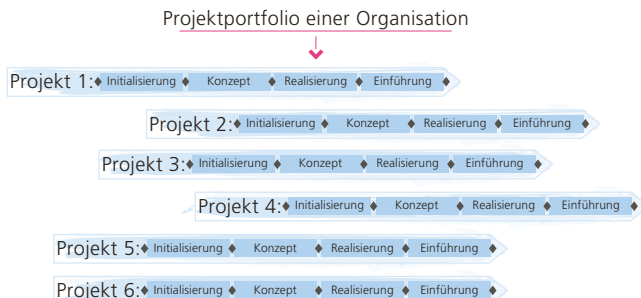 Projektportfolio einer Organisation
Projekt 1: Initialisierung Konzept Realisierung Einführung
Projekt 2: Initialisierung Konzept Realisierung Einführung
Projekt 3: Initialisierung Konzept Realisierung Einführung
Projekt 4: Initialisierung Konzept Realisierung Einführung
Projekt 5: Initialisierung Konzept Realisierung Einführung
Projekt 6: Initialisierung Konzept Realisierung Einführung